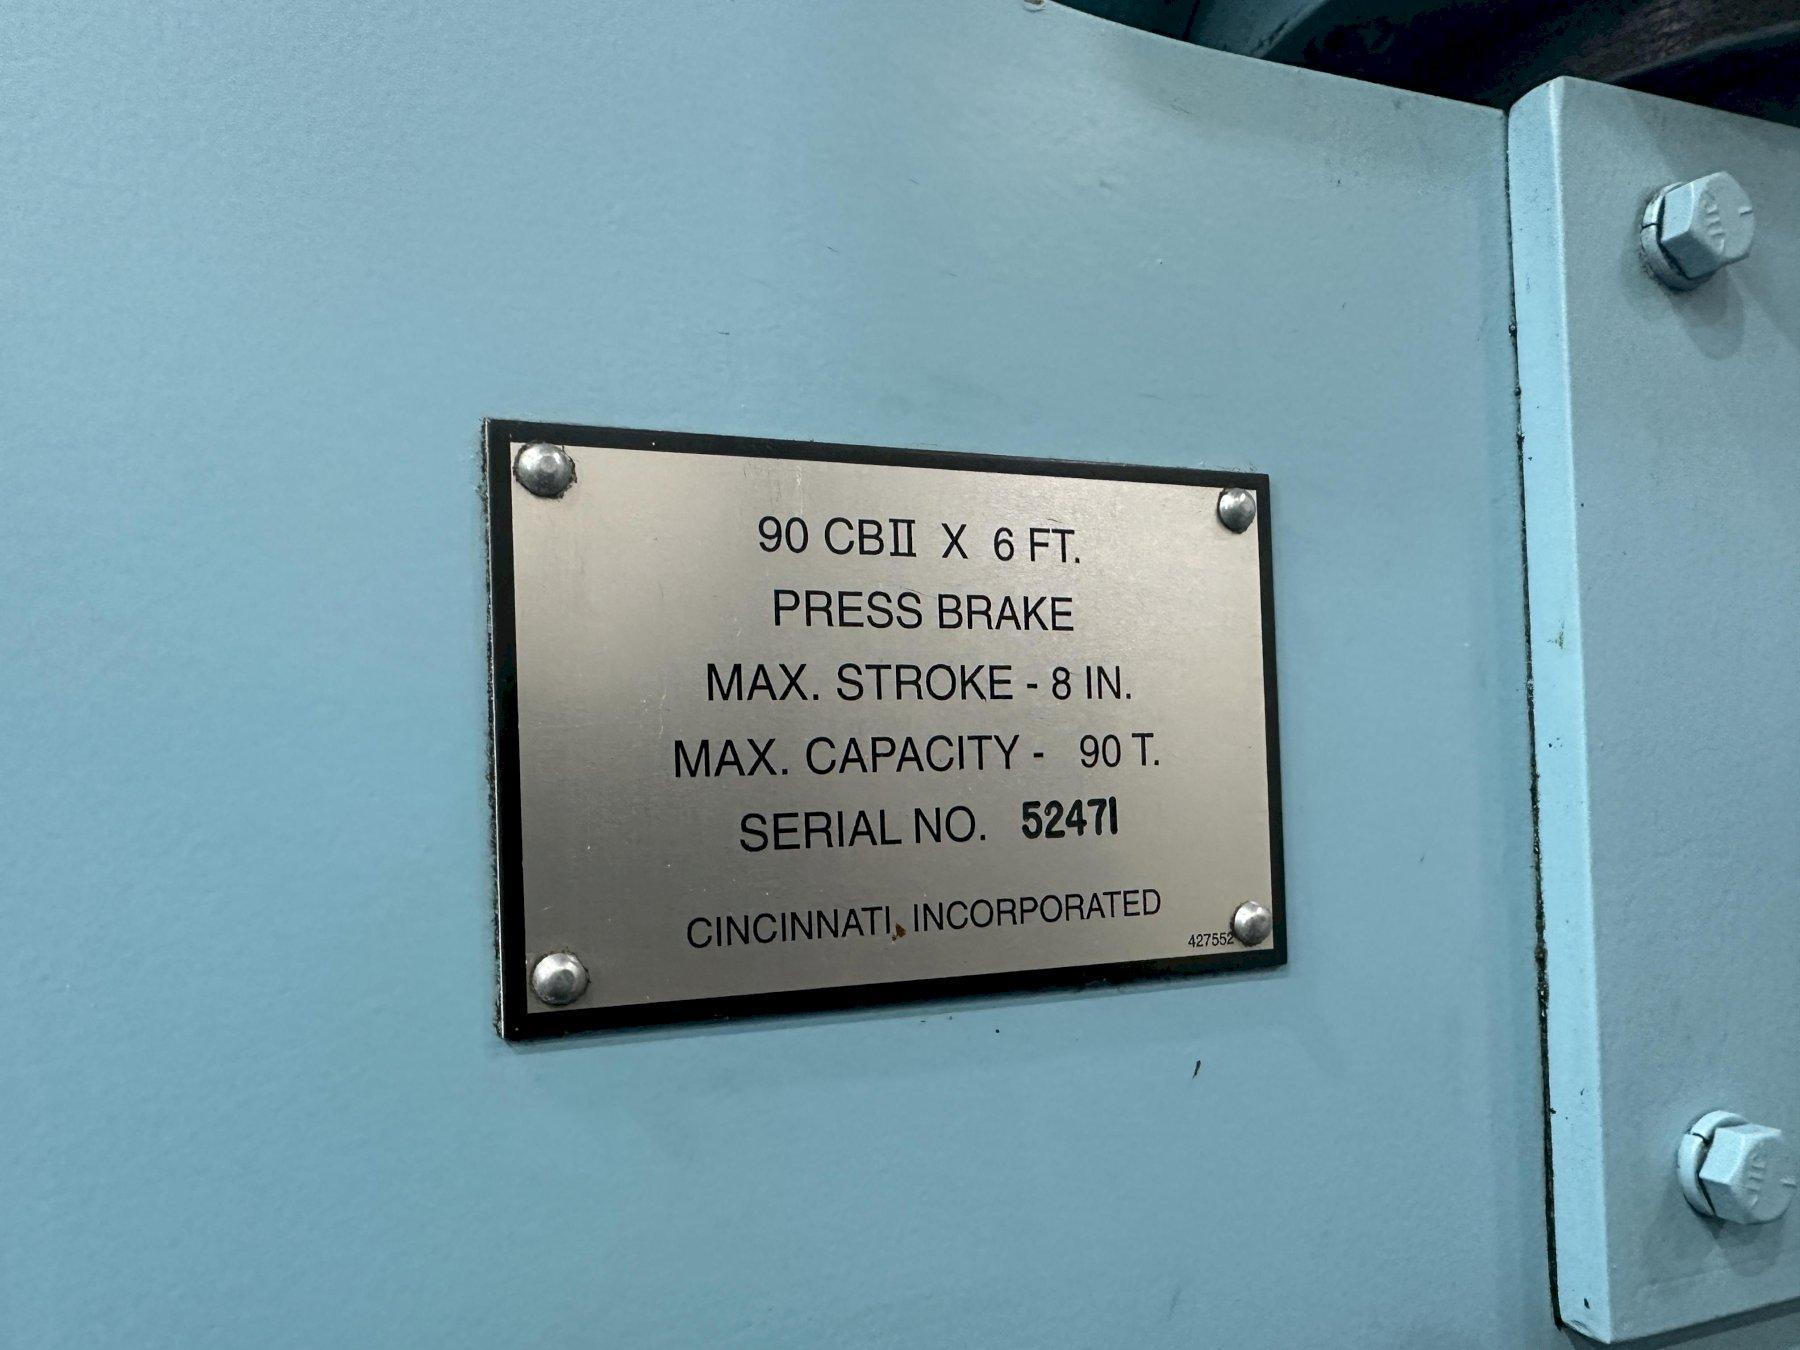 90 CBII X 6 FT.
PRESS BRAKE
MAX. STROKE - 8 IN.
MAX. CAPACITY - 90 T.
SERIAL NO. 52471
CINCINNATI, INCORPORATED
427552